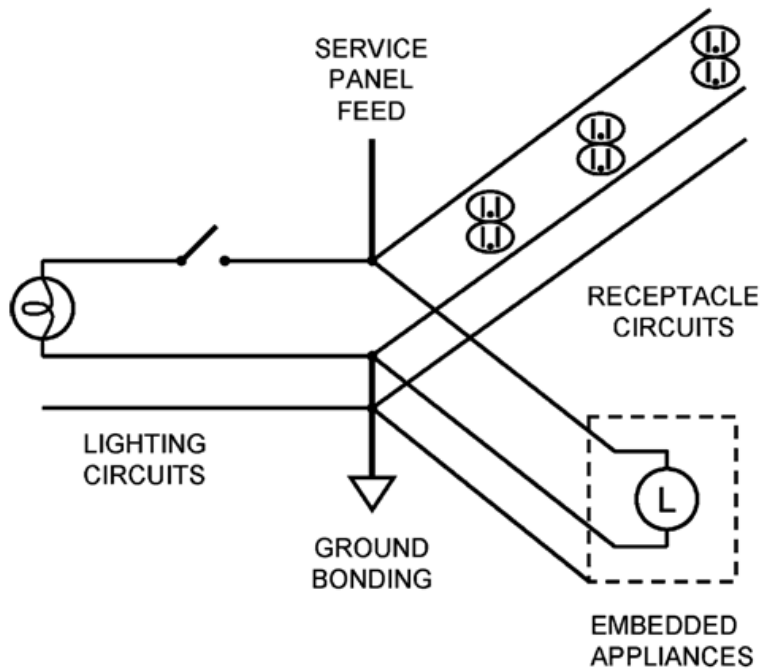 SERVICE
PANEL
FEED
RECEPTACLE
CIRCUITS
LIGHTING
CIRCUITS
L
GROUND
BONDING
EMBEDDED
APPLIANCES